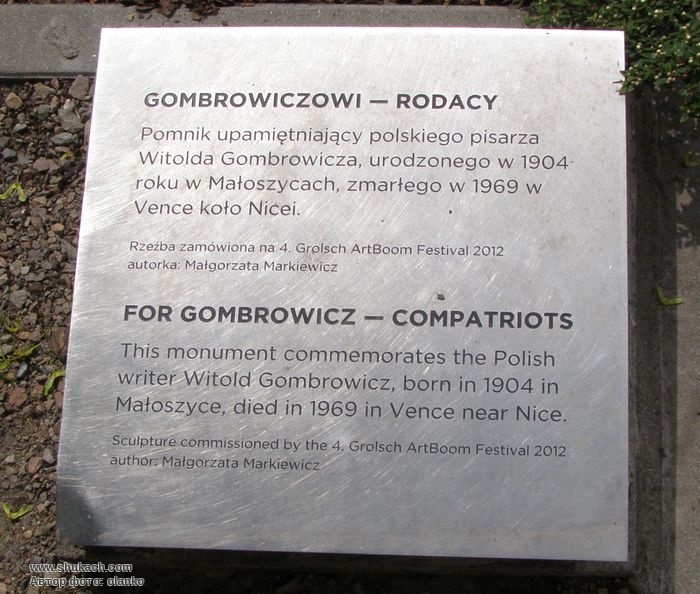 GOMBROWICZOWI — RODACY
Pomnik upamiętniający polskiego pisarza
Witolda Gombrowicza, urodzonego w 1904
roku w Małoszycach, zmarłego w 1969 w
Vence koło Nicei.
Rzeźba zamówiona na 4. Grolsch ArtBoom Festival 2012
autorka: Małgorzata Markiewicz
FOR GOMBROWICZ — COMPATRIOTS
This monument commemorates the Polish
writer Witold Gombrowicz, born in 1904 in
Małoszyce, died in 1969 in Vence near Nice.
Sculpture commissioned by the 4. Grolsch ArtBoom Festival 2012
author: Małgorzata Markiewicz
www.shukach.com
Автор фото: olanko